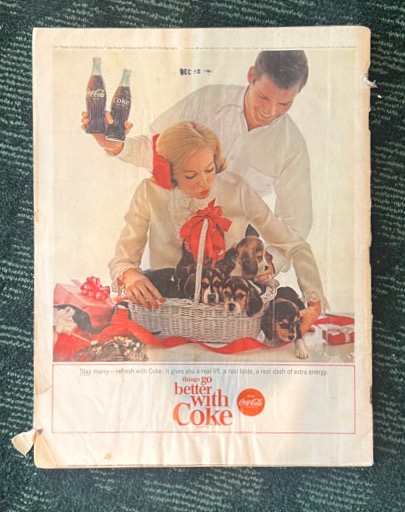 Coca-Cola
Coke
Stay merry—refresh with Coke. It gives you a real lift, a real taste, a real dash of extra energy.
things go
better
with
Coke
Coca-Cola